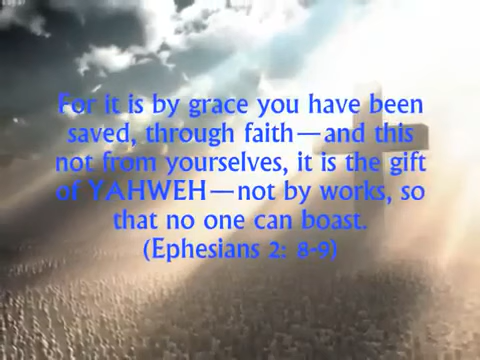 For it is by grace you have been
saved, through faith—and this
not from yourselves, it is the gift
of YAHWEH—not by works, so
that no one can boast.
(Ephesians 2: 8-9)